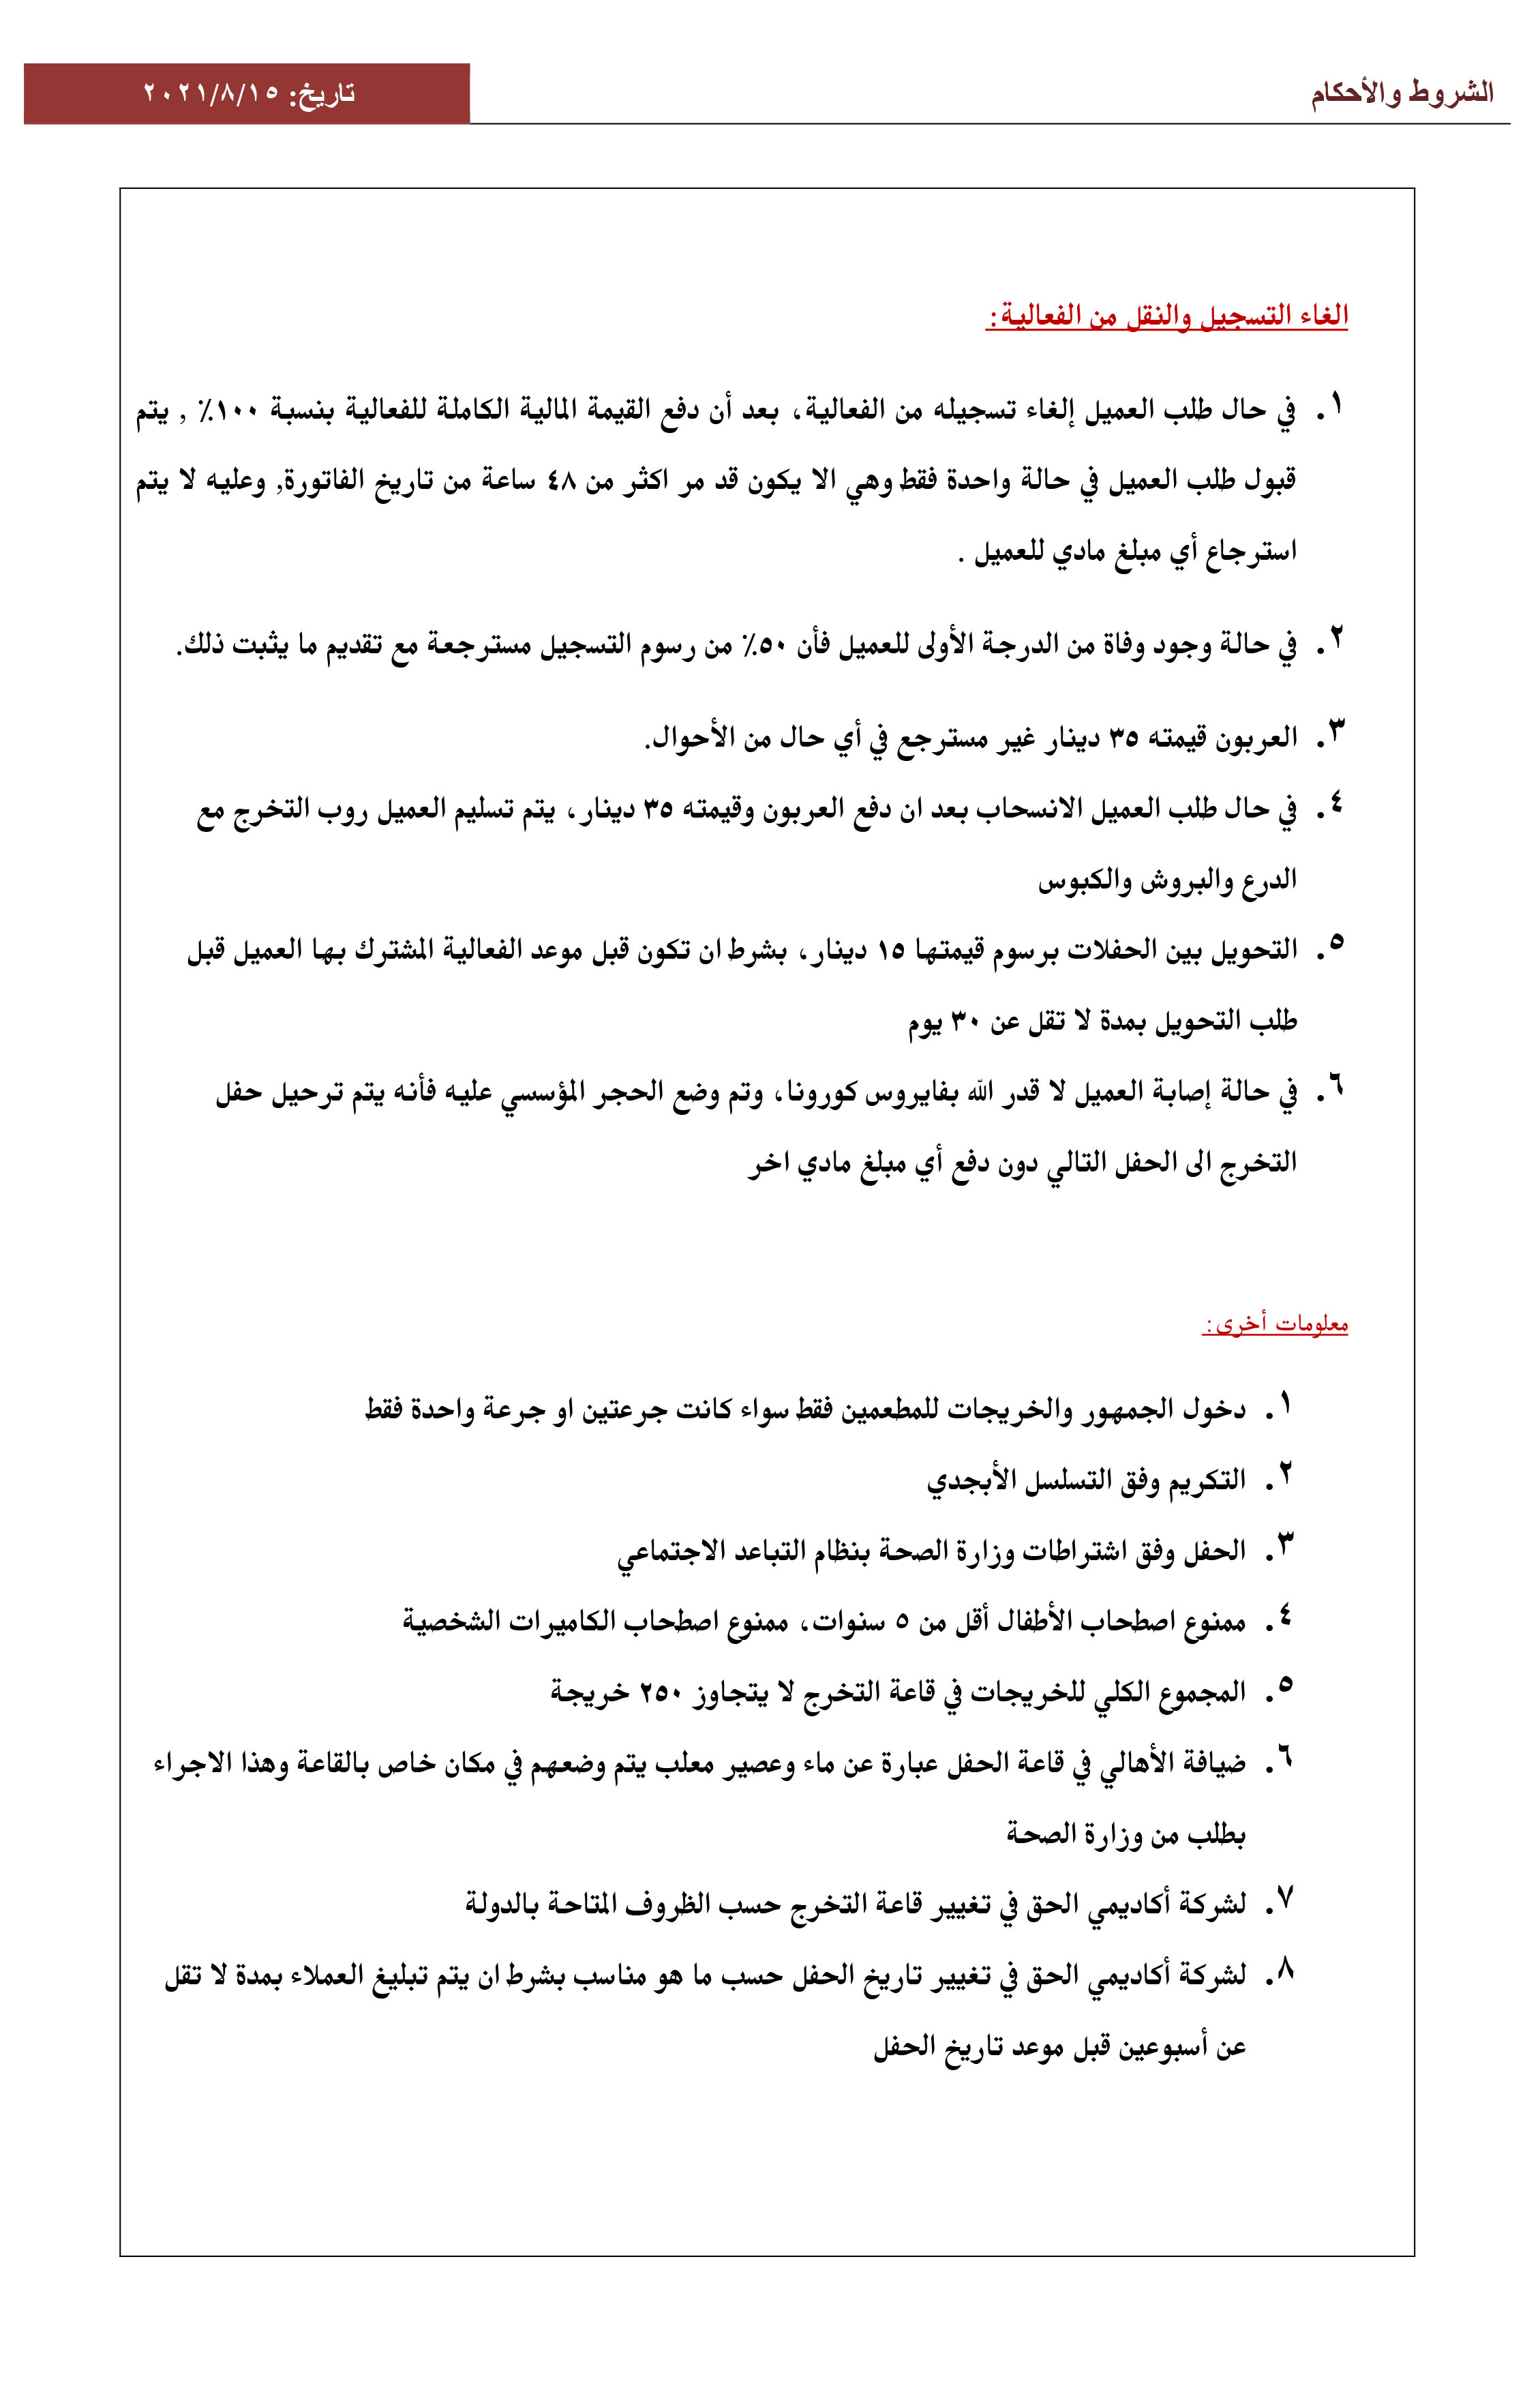 الشروط والأحكام
تاريخ: ٢٠٢١/٨/١٥
الغاء التسجيل والنقل من الفعالية:
١. في حال طلب العميل إلغاء تسجيله من الفعالية، بعد أن دفع القيمة المالية الكاملة للفعالية بنسبة ١٠٠٪ , يتم
قبول طلب العميل في حالة واحدة فقط وهي الا يكون قد مر اكثر من ٤٨ ساعة من تاريخ الفاتورة, وعليه لا يتم
استرجاع أي مبلغ مادي للعميل .
٢. في حالة وجود وفاة من الدرجة الأولى للعميل فأن ٥٠٪ من رسوم التسجيل مسترجعة مع تقديم ما يثبت ذلك.
٣. العربون قيمته ٣٥ دينار غير مسترجع في أي حال من الأحوال.
٤. في حال طلب العميل الانسحاب بعد ان دفع العربون وقيمته ٣٥ دينار، يتم تسليم العميل روب التخرج مع
الدرع والبروش والكبوس
٥. التحويل بين الحفلات برسوم قيمتها ١٥ دينار، بشرط ان تكون قبل موعد الفعالية المشترك بها العميل قبل
طلب التحويل بمدة لا تقل عن ٣٠ يوم
٦. في حالة إصابة العميل لا قدر الله بفايروس كورونا، وتم وضع الحجر المؤسسي عليه فأنه يتم ترحيل حفل
التخرج الى الحفل التالي دون دفع أي مبلغ مادي اخر
معلومات أخرى:
١. دخول الجمهور والخريجات للمطعمين فقط سواء كانت جرعتين او جرعة واحدة فقط
٢. التكريم وفق التسلسل الأبجدي
٣. الحفل وفق اشتراطات وزارة الصحة بنظام التباعد الاجتماعي
٤. ممنوع اصطحاب الأطفال أقل من ٥ سنوات، ممنوع اصطحاب الكاميرات الشخصية
٥. المجموع الكلي للخريجات في قاعة التخرج لا يتجاوز ٢٥٠ خريجة
٦. ضيافة الأهالي في قاعة الحفل عبارة عن ماء وعصير معلب يتم وضعهم في مكان خاص بالقاعة وهذا الاجراء
بطلب من وزارة الصحة
٧. لشركة أكاديمي الحق في تغيير قاعة التخرج حسب الظروف المتاحة بالدولة
٨. لشركة أكاديمي الحق في تغيير تاريخ الحفل حسب ما هو مناسب بشرط ان يتم تبليغ العملاء بمدة لا تقل
عن أسبوعين قبل موعد تاريخ الحفل